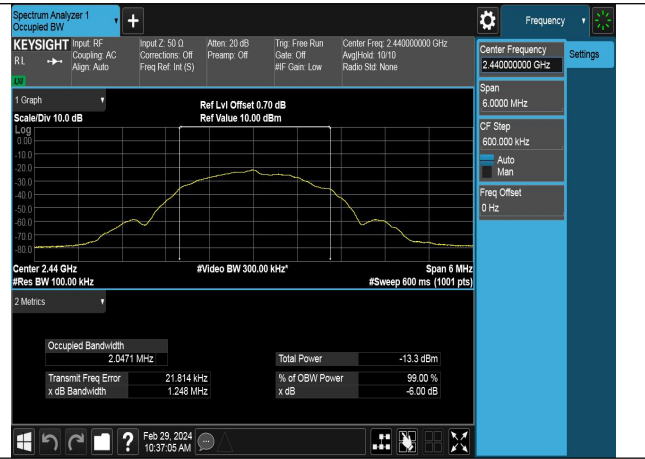 Spectrum Analyzer 1
Occupied BW
Frequency
KEYSIGHT
Input: RF
Input Z: 50 Ω
Atten: 20 dB
Trig: Free Run
Center Freq: 2.440000000 GHz
RL
Coupling: AC
Corrections: Off
Preamp: Off
Gate: Off
Avg|Hold: 10/10
Align: Auto
Freq Ref: Int (S)
#IF Gain: Low
Radio Std: None
LXI
Center Frequency
2.440000000 GHz
Settings
Span
6.0000 MHz
CF Step
600.000 kHz
Auto
Man
Freq Offset
0 Hz
1 Graph
Ref Lvl Offset 0.70 dB
Scale/Div 10.0 dB
Ref Value 10.00 dBm
Log
0.00
-10.0
-20.0
-30.0
-40.0
-50.0
-60.0
-70.0
-80.0
Center 2.44 GHz
#Video BW 300.00 kHz*
Span 6 MHz
#Res BW 100.00 kHz
#Sweep 600 ms (1001 pts)
2 Metrics
Occupied Bandwidth
2.0471 MHz
Total Power
-13.3 dBm
Transmit Freq Error
21.814 kHz
% of OBW Power
99.00 %
x dB Bandwidth
1.248 MHz
x dB
-6.00 dB
?
Feb 29, 2024
10:37:05 AM